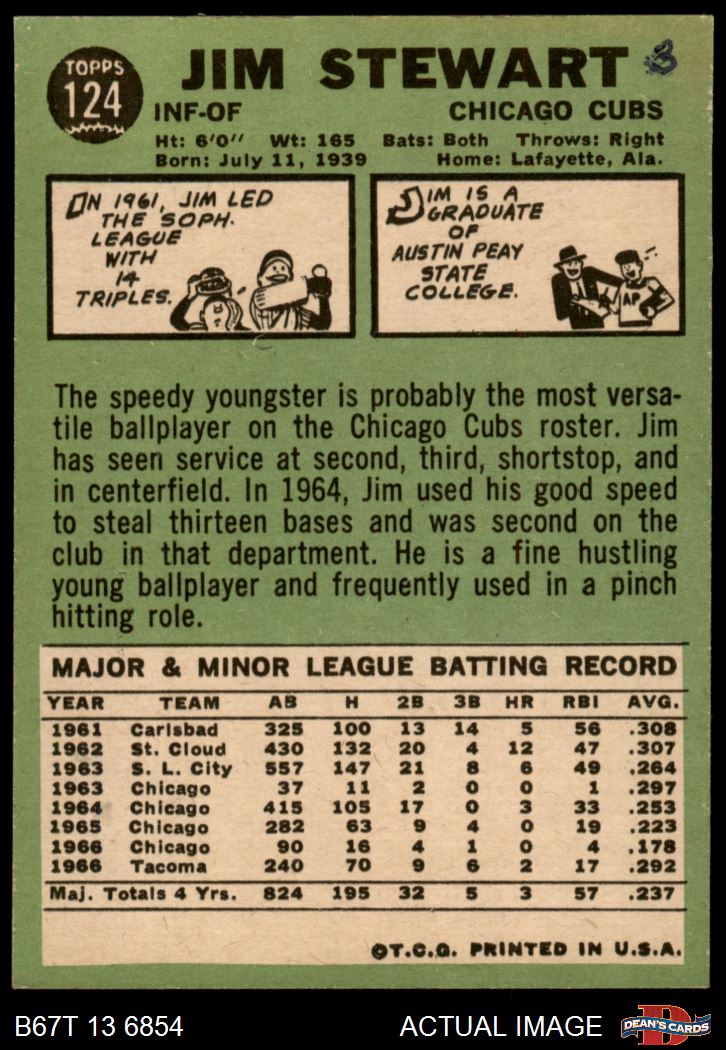 TOPPS
124
JIM STEWART 3
INF-OF CHICAGO CUBS
Ht: 6'0" Wt: 165 Bats: Both Throws: Right
Born: July 11, 1939 Home: Lafayette, Ala.
IN 1961, JIM LED
THE SOPH.
LEAGUE
WITH
14
TRIPLES.
JIM IS A
GRADUATE
OF
AUSTIN PEAY
STATE
COLLEGE.
AP
The speedy youngster is probably the most versa-
tile ballplayer on the Chicago Cubs roster. Jim
has seen service at second, third, shortstop, and
in centerfield. In 1964, Jim used his good speed
to steal thirteen bases and was second on the
club in that department. He is a fine hustling
young ballplayer and frequently used in a pinch
hitting role.
MAJOR & MINOR LEAGUE BATTING RECORD
YEAR TEAM AB H 2B 3B HR RBI AVG.
1961 Carlsbad 325 100 13 14 5 56 .308
1962 St. Cloud 430 132 20 4 12 47 .307
1963 S. L. City 557 147 21 8 6 49 .264
1963 Chicago 37 11 2 0 0 1 .297
1964 Chicago 415 105 17 0 3 33 .253
1965 Chicago 282 63 9 4 0 19 .223
1966 Chicago 90 16 4 1 0 4 .178
1966 Tacoma 240 70 9 6 2 17 .292
Maj. Totals 4 Yrs. 824 195 32 5 3 57 .237
©T.C.G. PRINTED IN U.S.A.
B67T 13 6854 ACTUAL IMAGE
D
DEAN'S CARDS